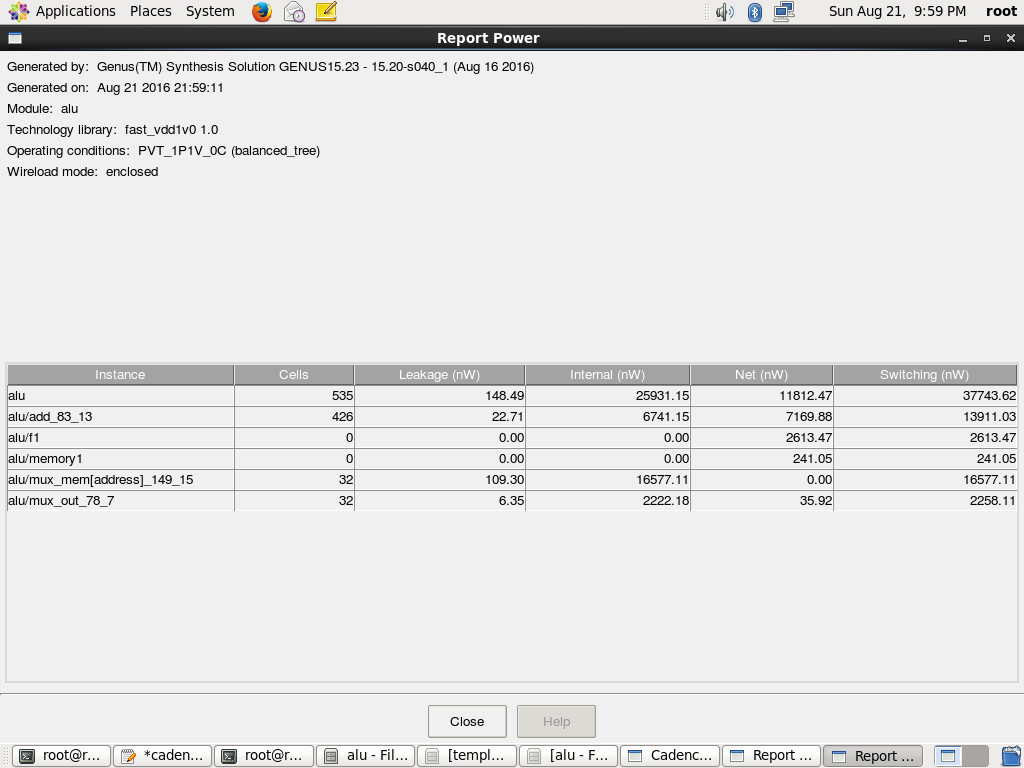 Applications Places System Sun Aug 21, 9:59 PM root
Report Power
Generated by: Genus(TM) Synthesis Solution GENUS15.23 - 15.20-s040_1 (Aug 16 2016)
Generated on: Aug 21 2016 21:59:11
Module: alu
Technology library: fast_vdd1v0 1.0
Operating conditions: PVT_1P1V_0C (balanced_tree)
Wireload mode: enclosed
Instance Cells Leakage (nW) Internal (nW) Net (nW) Switching (nW)
alu 535 148.49 25931.15 11812.47 37743.62
alu/add_83_13 426 22.71 6741.15 7169.88 13911.03
alu/f1 0 0.00 0.00 2613.47 2613.47
alu/memory1 0 0.00 0.00 241.05 241.05
alu/mux_mem[address]_149_15 32 109.30 16577.11 0.00 16577.11
alu/mux_out_78_7 32 6.35 2222.18 35.92 2258.11
Close Help
root@r... *caden... root@r... alu - Fil... [templ... [alu - F... Cadenc... Report ... Report ...